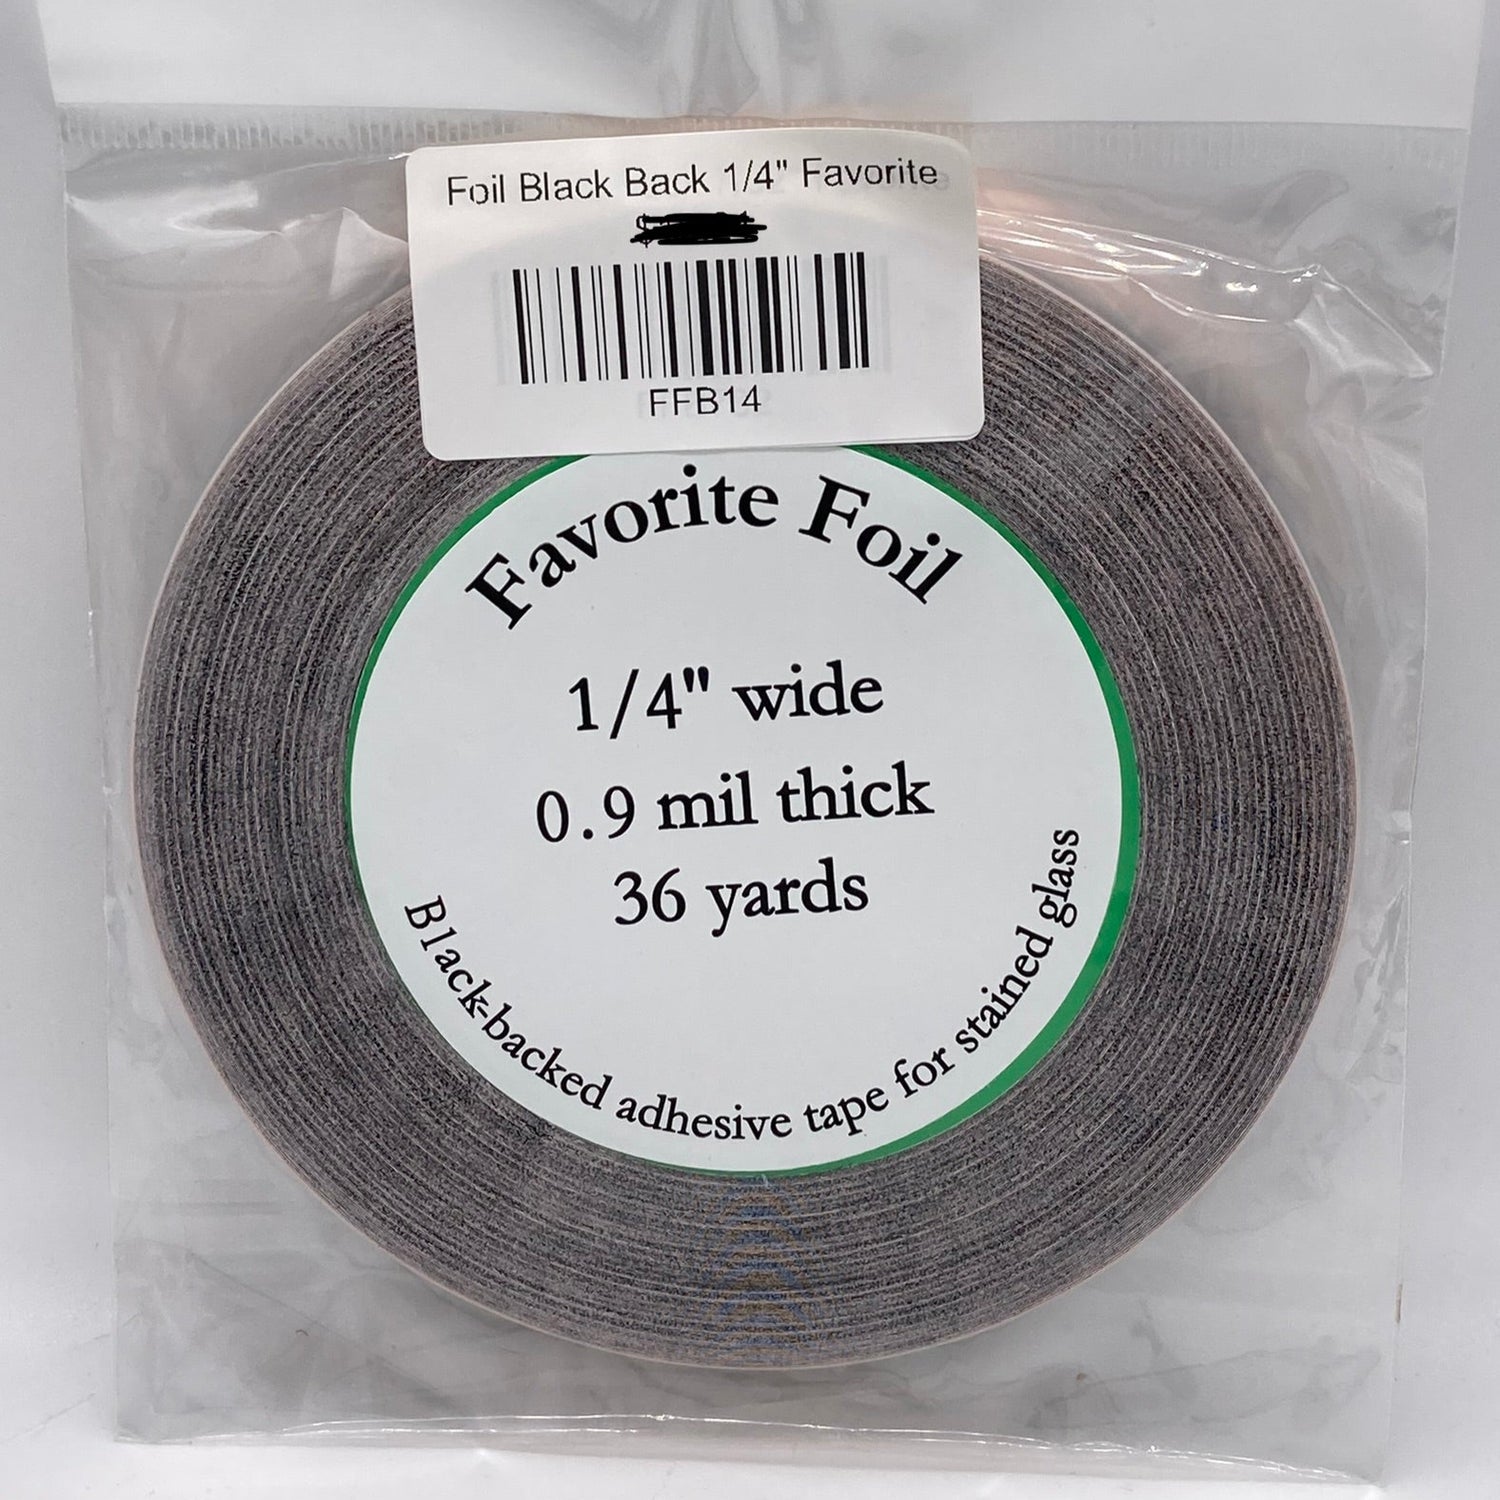 Foil Black Back 1/4" Favorite
FFB14
Favorite Foil
1/4" wide
0.9 mil thick
36 yards
Black-backed adhesive tape for stained glass